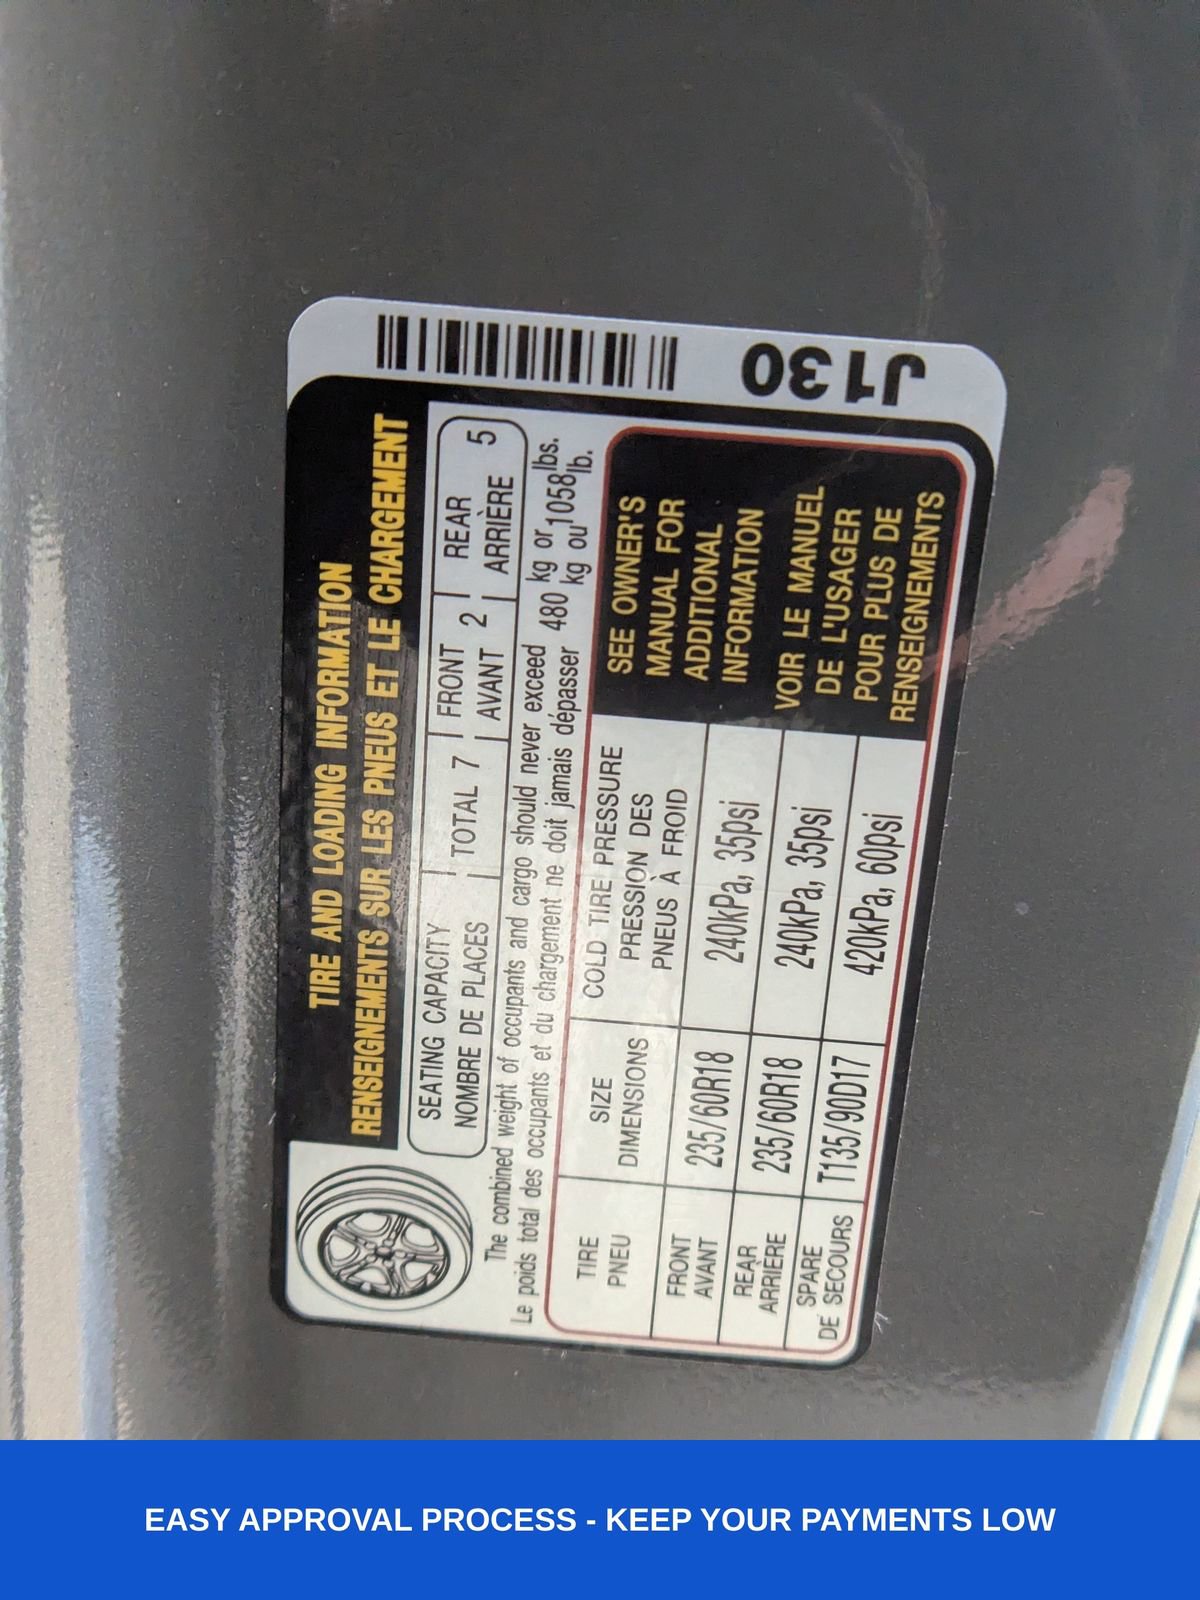 TIRE AND LOADING INFORMATION
RENSEIGNEMENTS SUR LES PNEUS ET LE CHARGEMENT
SEATING CAPACITY
NOMBRE DE PLACES
TOTAL 7
FRONT
AVANT
2
REAR
ARRIÈRE
5
The combined weight of occupants and cargo should never exceed 480 kg or 1058 lbs.
Le poids total des occupants et du chargement ne doit jamais dépasser kg ou lb.
TIRE
PNEU
SIZE
DIMENSIONS
COLD TIRE PRESSURE
PRESSION DES
PNEUS À FROID
FRONT
AVANT
235/60R18
240kPa, 35psi
REAR
ARRIÈRE
235/60R18
240kPa, 35psi
SPARE
DE SECOURS
T135/90D17
420kPa, 60psi
SEE OWNER'S
MANUAL FOR
ADDITIONAL
INFORMATION
VOIR LE MANUEL
DE L'USAGER
POUR PLUS DE
RENSEIGNEMENTS
J130
EASY APPROVAL PROCESS - KEEP YOUR PAYMENTS LOW